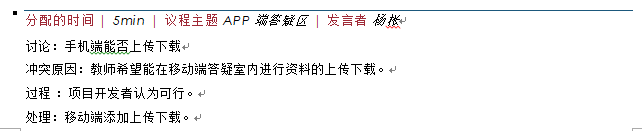 分配的时间 | 5min | 议程主题 APP 端答疑区 | 发言者 杨枨
讨论：手机端能否上传下载
冲突原因：教师希望能在移动端答疑室内进行资料的上传下载。
过程 ：项目开发者认为可行。
处理：移动端添加上传下载。